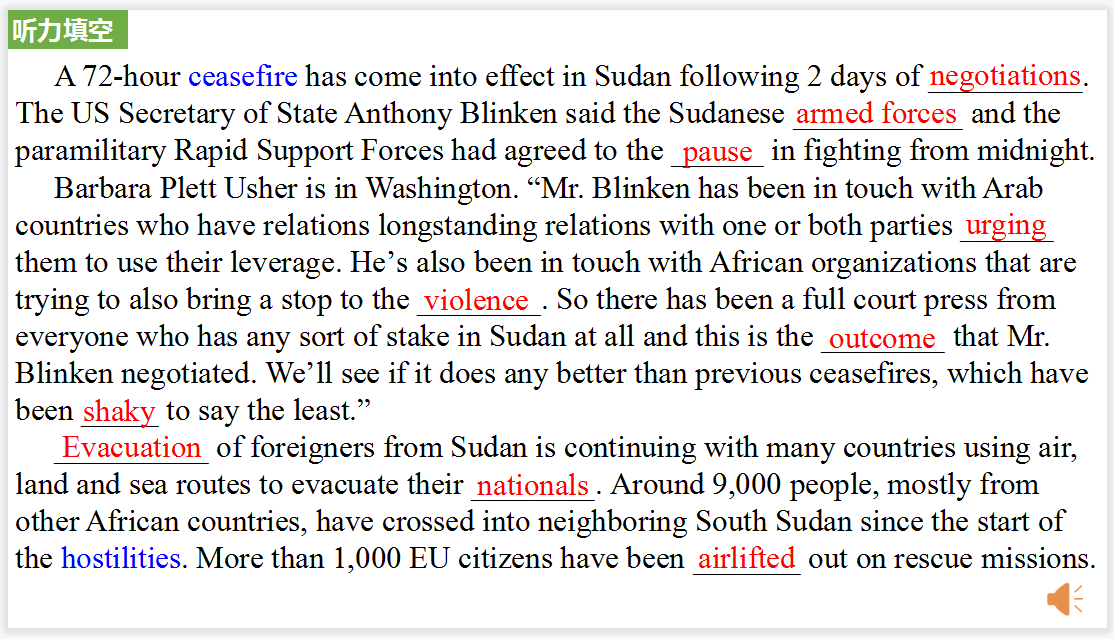 听力填空
A 72-hour ceasefire has come into effect in Sudan following 2 days of negotiations.
The US Secretary of State Anthony Blinken said the Sudanese armed forces and the
paramilitary Rapid Support Forces had agreed to the pause in fighting from midnight.
Barbara Plett Usher is in Washington. “Mr. Blinken has been in touch with Arab
countries who have relations longstanding relations with one or both parties urging
them to use their leverage. He’s also been in touch with African organizations that are
trying to also bring a stop to the violence. So there has been a full court press from
everyone who has any sort of stake in Sudan at all and this is the outcome that Mr.
Blinken negotiated. We’ll see if it does any better than previous ceasefires, which have
been shaky to say the least.”
Evacuation of foreigners from Sudan is continuing with many countries using air,
land and sea routes to evacuate their nationals. Around 9,000 people, mostly from
other African countries, have crossed into neighboring South Sudan since the start of
the hostilities. More than 1,000 EU citizens have been airlifted out on rescue missions.